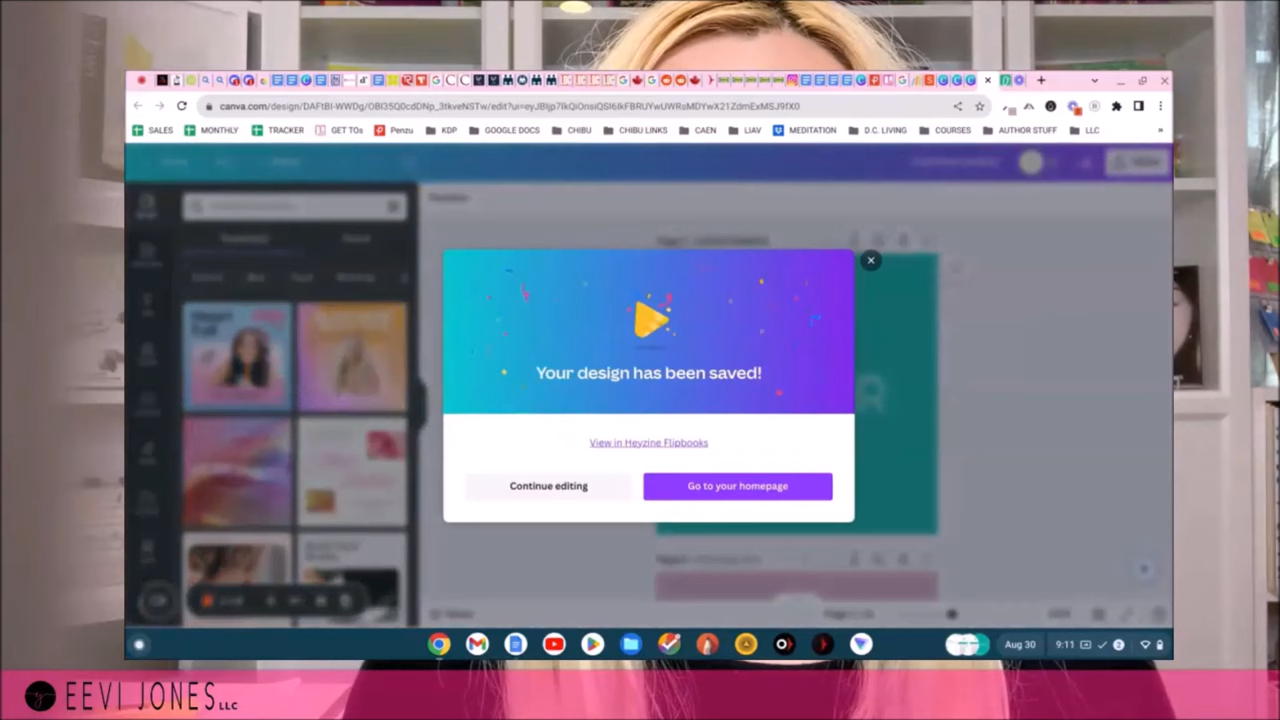 canva.com/design/DAFtBI-WWDg/OBI35Q0cdDNp_3tkveNSTw/edit?ui=eyJBIjp7IkQiOnsiQSI6IkFBRUYwUWRsMDYwX21ZdmExMSJ9fX0
SALES MONTHLY TRACKER GET TOs Penzu KDP GOOGLE DOCS CHIBU CHIBU LINKS CAEN LIAV MEDITATION D.C. LIVING COURSES AUTHOR STUFF LLC »
Your design has been saved!
View in Heyzine Flipbooks
Continue editing Go to your homepage
Aug 30 9:11
EEVI JONES LLC